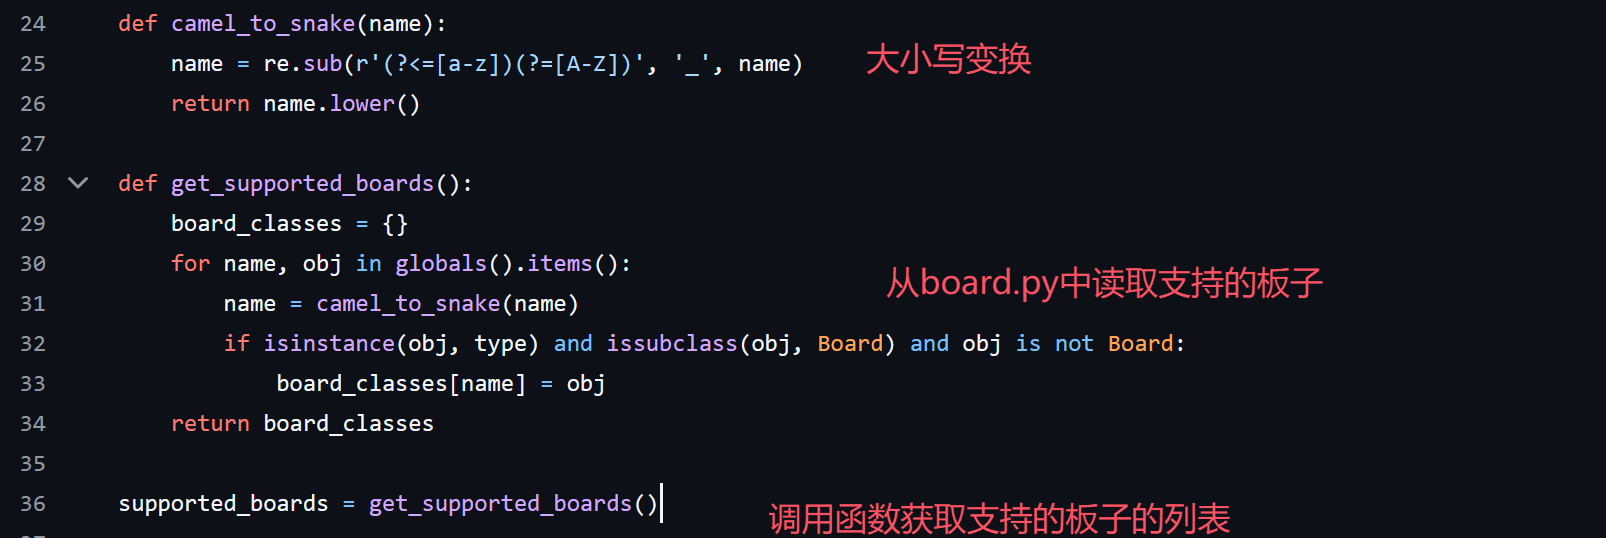 24 def camel_to_snake(name):
25 name = re.sub(r'(?<=[a-z])(?=[A-Z])', '_', name) 大小写变换
26 return name.lower()
27
28 def get_supported_boards():
29 board_classes = {}
30 for name, obj in globals().items():
从board.py中读取支持的板子
31 name = camel_to_snake(name)
32 if isinstance(obj, type) and issubclass(obj, Board) and obj is not Board:
33 board_classes[name] = obj
34 return board_classes
35
36 supported_boards = get_supported_boards()
调用函数获取支持的板子的列表